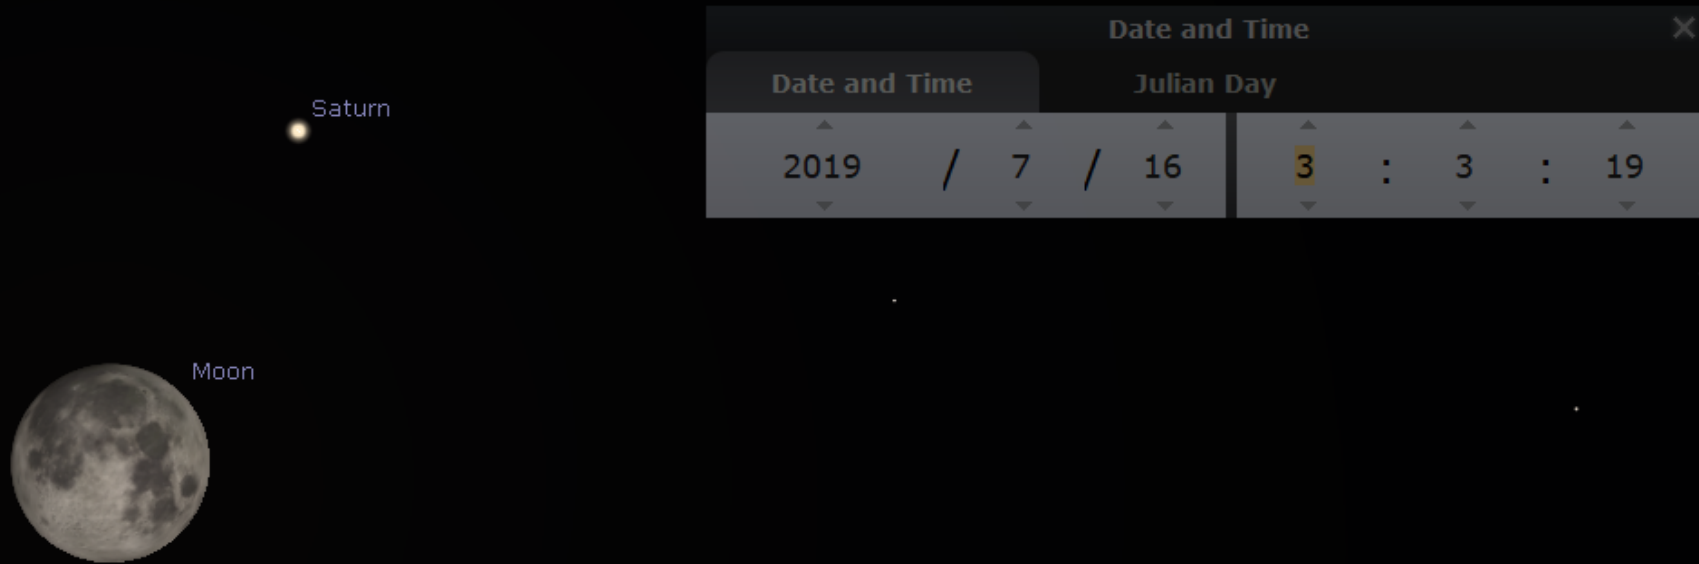 Date and Time
Date and Time Julian Day
Saturn
2019 / 7 / 16 3 : 3 : 19
Moon